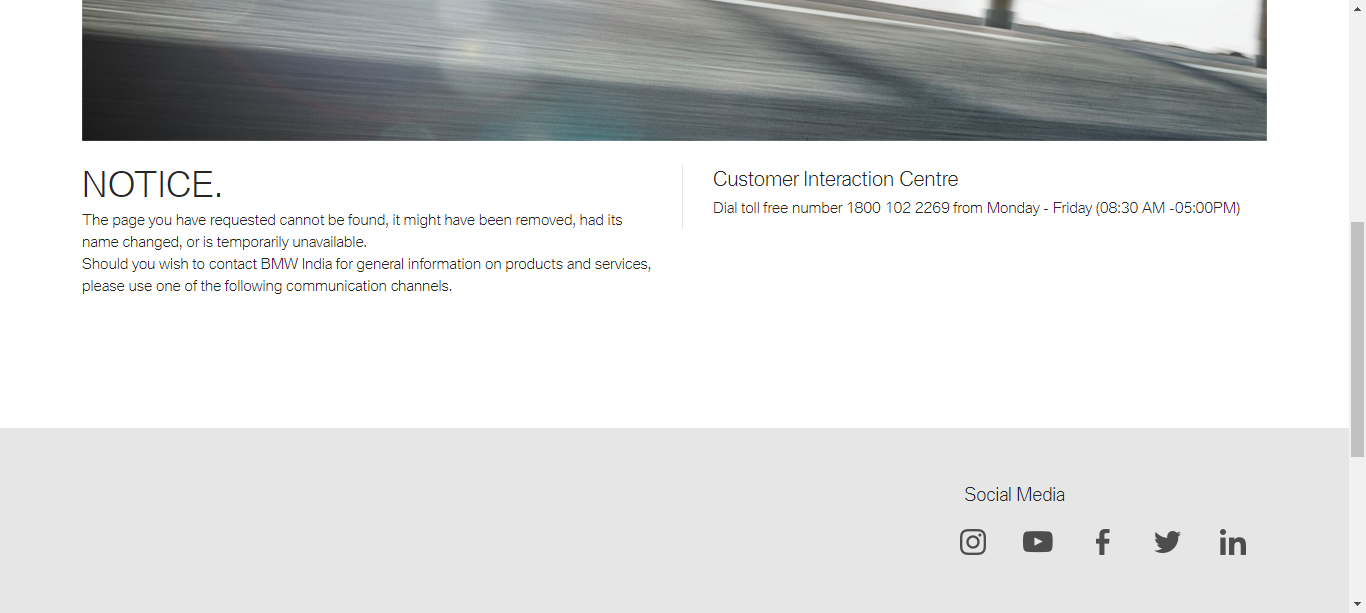 NOTICE.
The page you have requested cannot be found, it might have been removed, had its
name changed, or is temporarily unavailable.
Should you wish to contact BMW India for general information on products and services,
please use one of the following communication channels.
Customer Interaction Centre
Dial toll free number 1800 102 2269 from Monday - Friday (08:30 AM -05:00PM)
Social Media